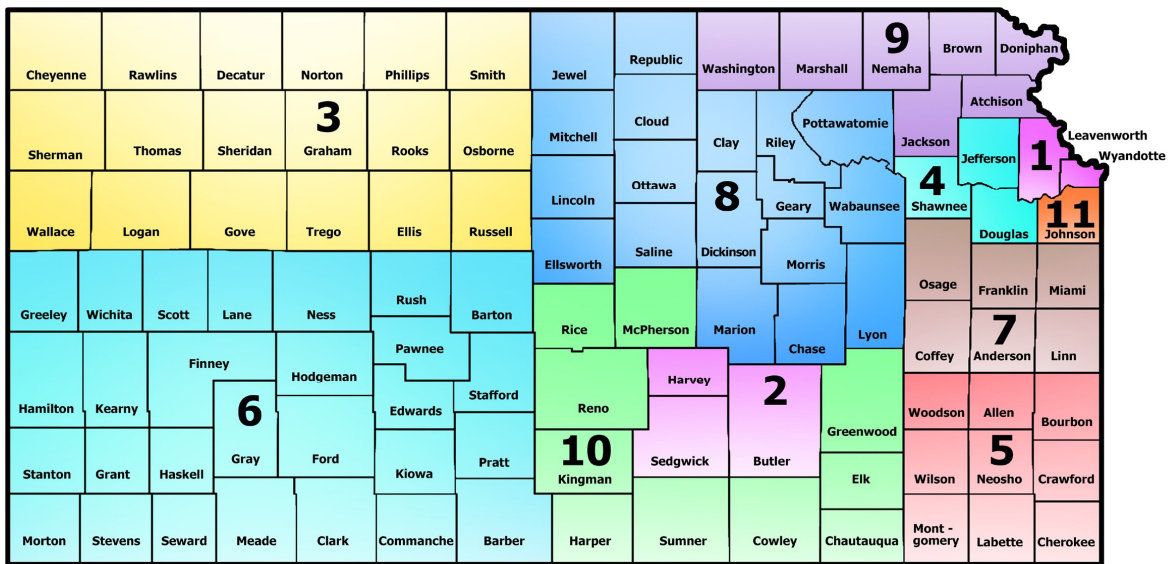 Cheyenne
Rawlins
Decatur
Norton
Phillips
Smith
Jewel
Republic
Washington
Marshall
9
Nemaha
Brown
Doniphan
Sherman
Thomas
Sheridan
3
Graham
Rooks
Osborne
Mitchell
Cloud
Clay
Riley
Pottawatomie
Jackson
Atchison
Jefferson
1
Leavenworth
Wyandotte
Wallace
Logan
Gove
Trego
Ellis
Russell
Lincoln
Ottawa
8
Dickinson
Geary
Wabaunsee
4
Shawnee
Douglas
11
Johnson
Ellsworth
Saline
Morris
Osage
Franklin
Miami
Greeley
Wichita
Scott
Lane
Ness
Rush
Barton
Rice
McPherson
Marion
Chase
Lyon
Coffey
7
Anderson
Linn
Hamilton
Kearny
Finney
Hodgeman
Pawnee
Edwards
Stafford
Reno
Harvey
2
Butler
Sedgwick
Greenwood
Woodson
Allen
Bourbon
Stanton
Grant
Haskell
6
Gray
Ford
Kiowa
Pratt
10
Kingman
Elk
Wilson
5
Neosho
Crawford
Morton
Stevens
Seward
Meade
Clark
Commanche
Barber
Harper
Sumner
Cowley
Chautauqua
Mont -
gomery
Labette
Cherokee